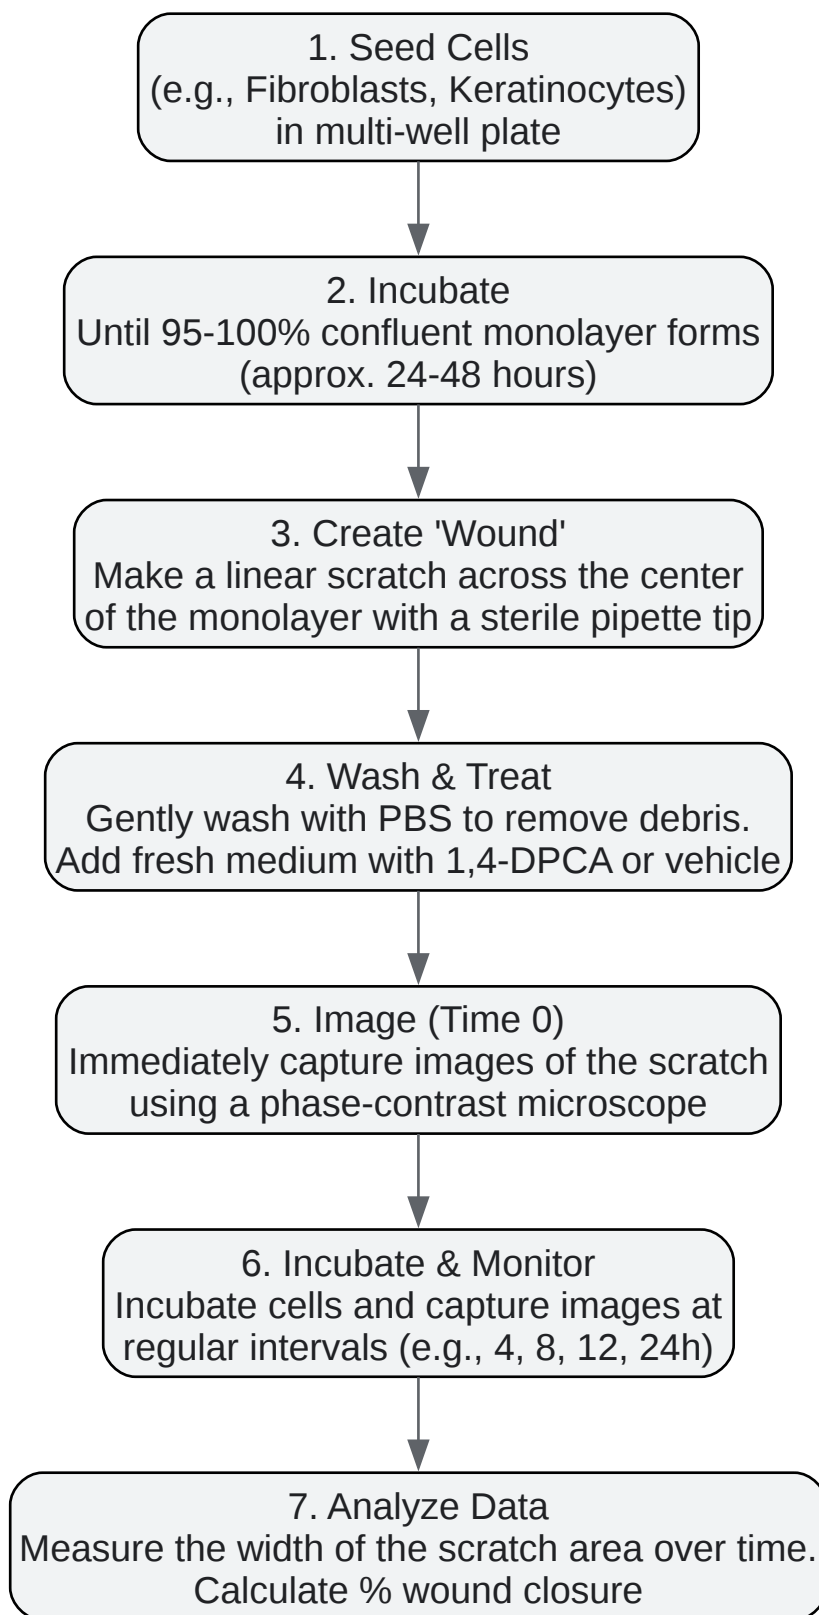 1. Seed Cells
(e.g., Fibroblasts, Keratinocytes)
in multi-well plate
2. Incubate
Until 95-100% confluent monolayer forms
(approx. 24-48 hours)
3. Create 'Wound'
Make a linear scratch across the center
of the monolayer with a sterile pipette tip
4. Wash & Treat
Gently wash with PBS to remove debris.
Add fresh medium with 1,4-DPCA or vehicle
5. Image (Time 0)
Immediately capture images of the scratch
using a phase-contrast microscope
6. Incubate & Monitor
Incubate cells and capture images at
regular intervals (e.g., 4, 8, 12, 24h)
7. Analyze Data
Measure the width of the scratch area over time.
Calculate % wound closure